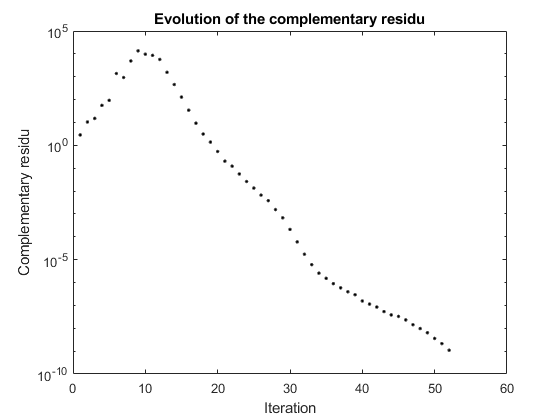 Evolution of the complementary residu
10^5
10^0
10^-5
10^-10
Complementary residu
0 10 20 30 40 50 60
Iteration